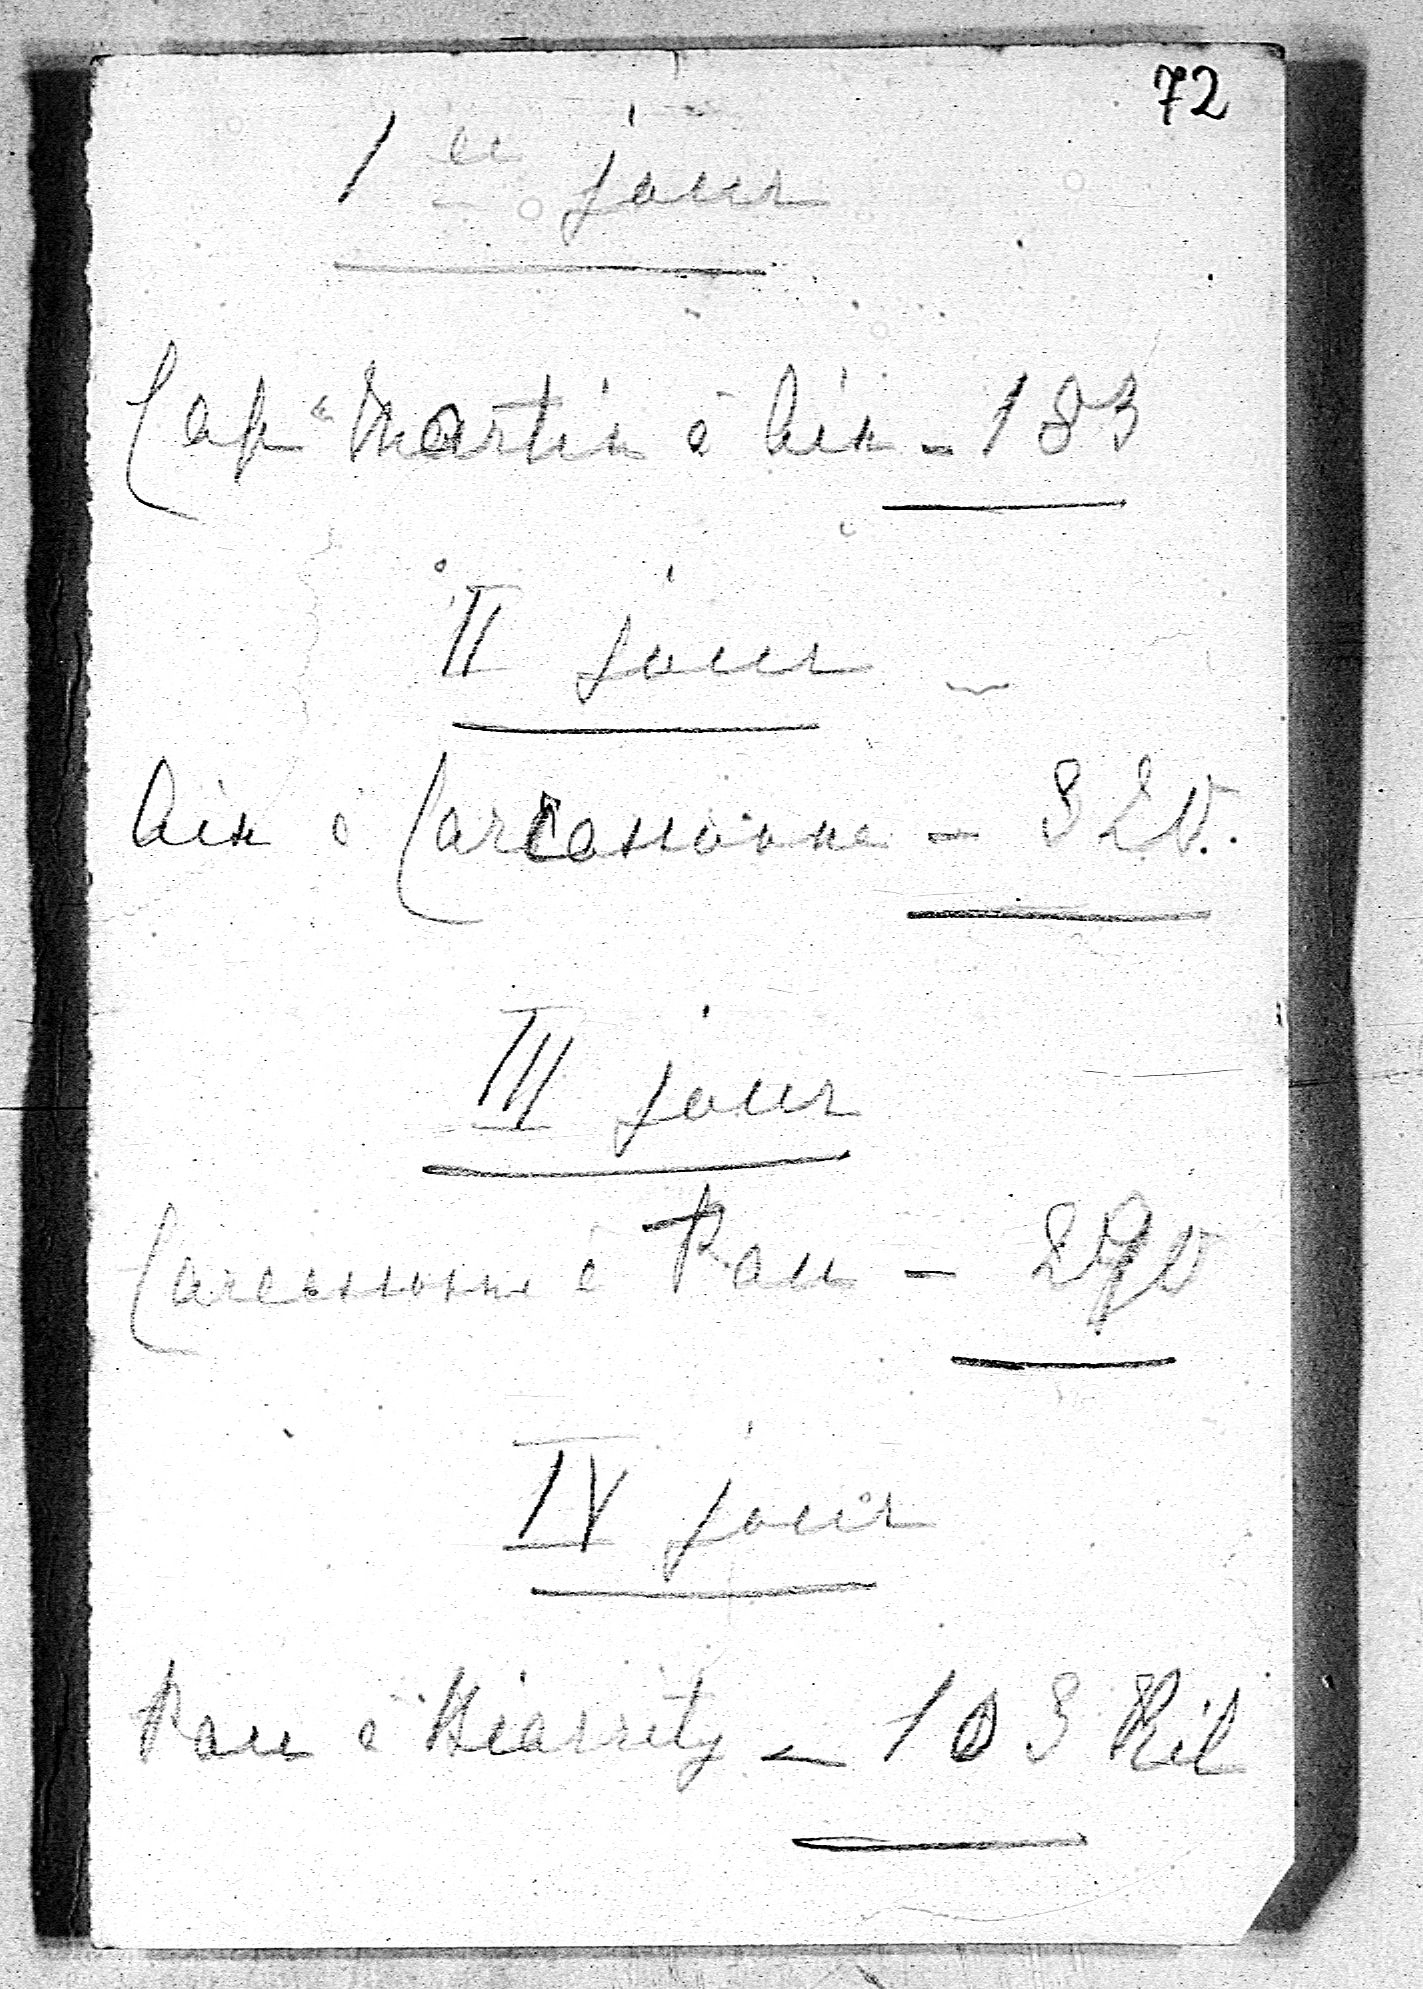 72
1er jour
Cap Martin à Aix - 183
II jour
Aix à Carcassonne - 320.
III jour
Carcassonne à Pau - 290
IV jour
Pau à Biarritz - 103 Kil